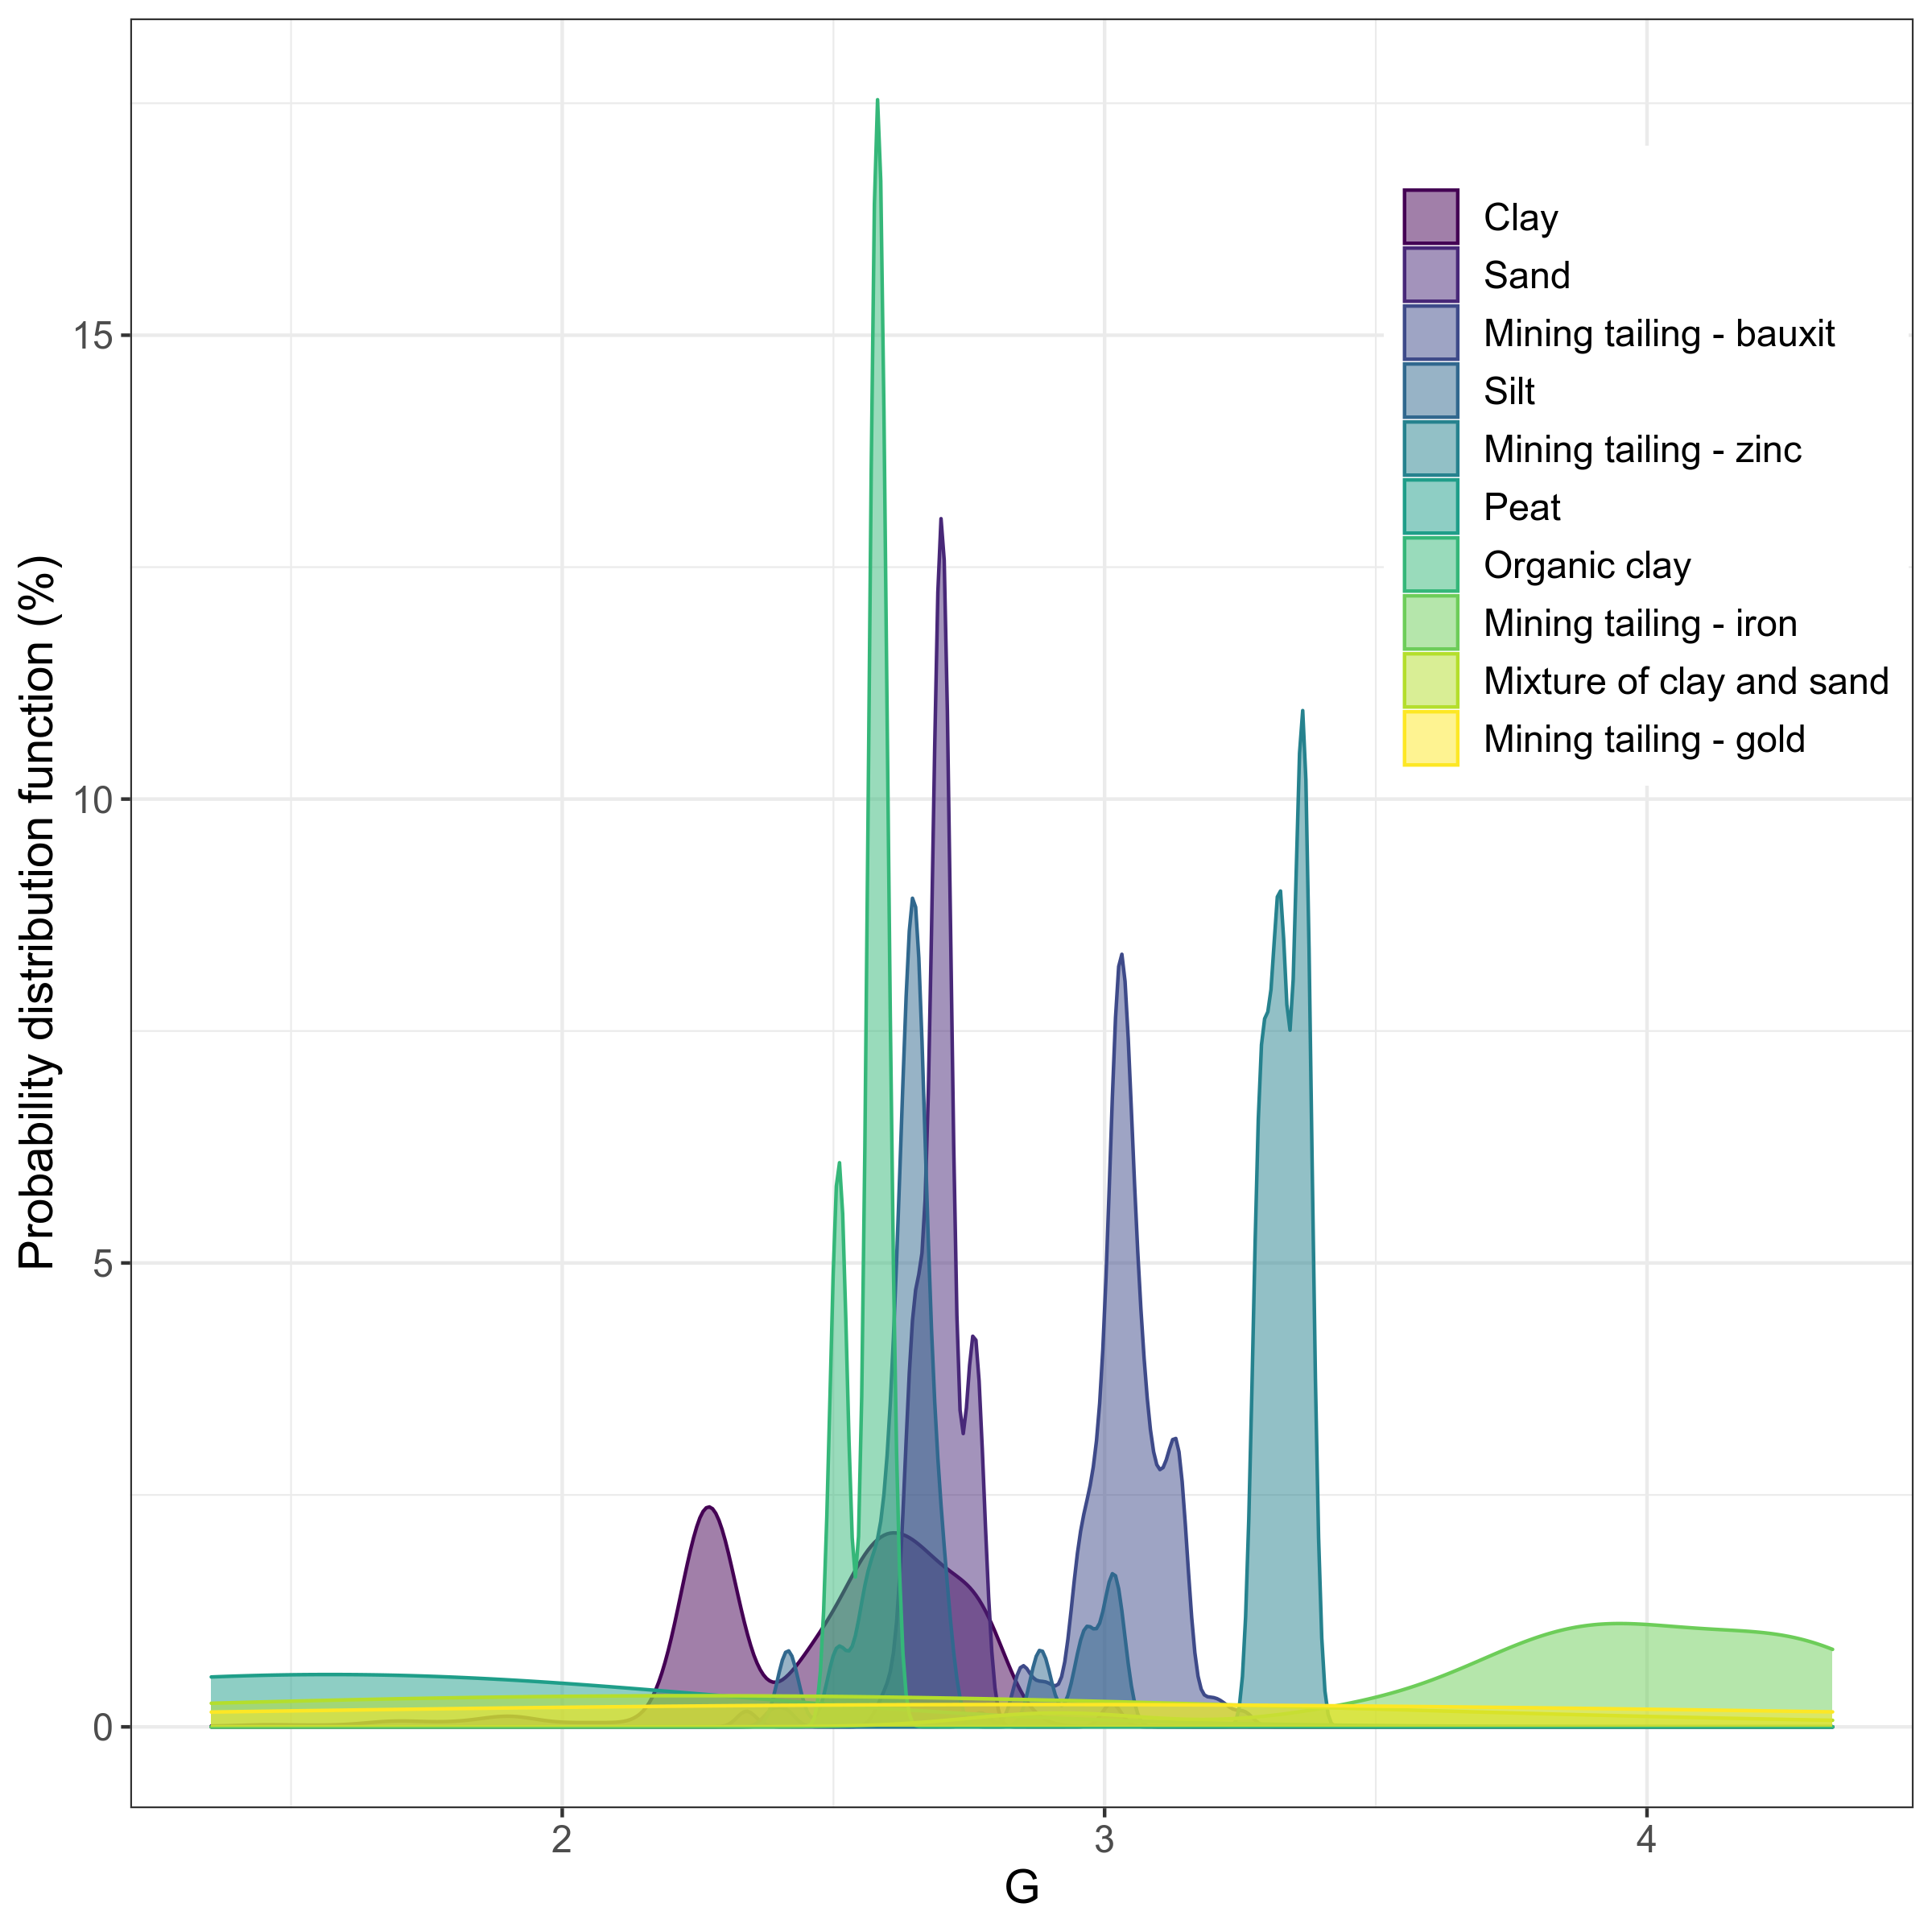 Probability distribution function (%)
15
10
5
0
2
3
4
G
Clay
Sand
Mining tailing - bauxit
Silt
Mining tailing - zinc
Peat
Organic clay
Mining tailing - iron
Mixture of clay and sand
Mining tailing - gold